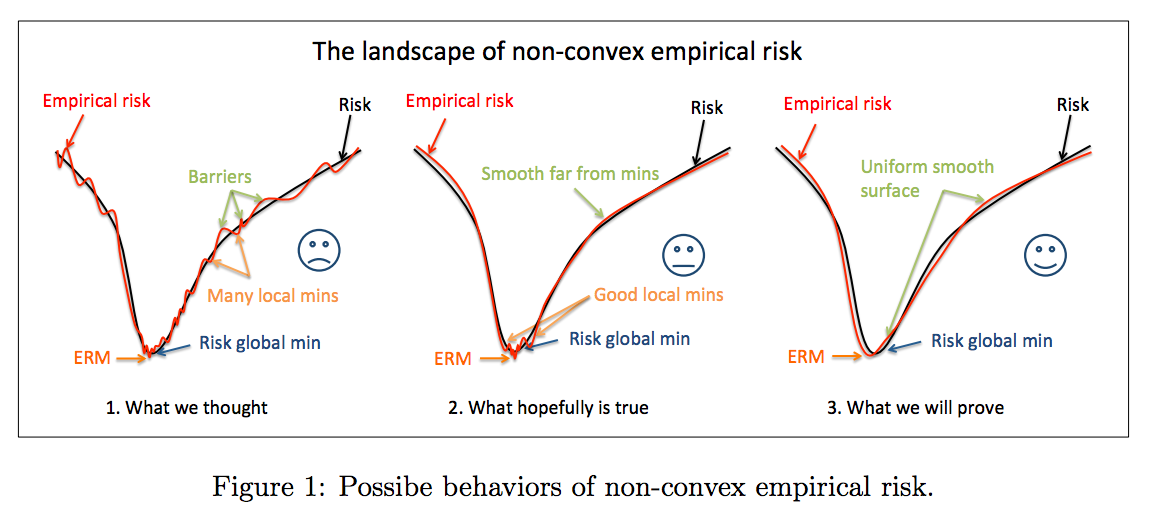 The landscape of non-convex empirical risk
Empirical risk
Risk
Barriers
Many local mins
Risk global min
ERM
1. What we thought
Empirical risk
Risk
Smooth far from mins
Good local mins
Risk global min
ERM
2. What hopefully is true
Empirical risk
Risk
Uniform smooth
surface
Risk global min
ERM
3. What we will prove
Figure 1: Possibe behaviors of non-convex empirical risk.